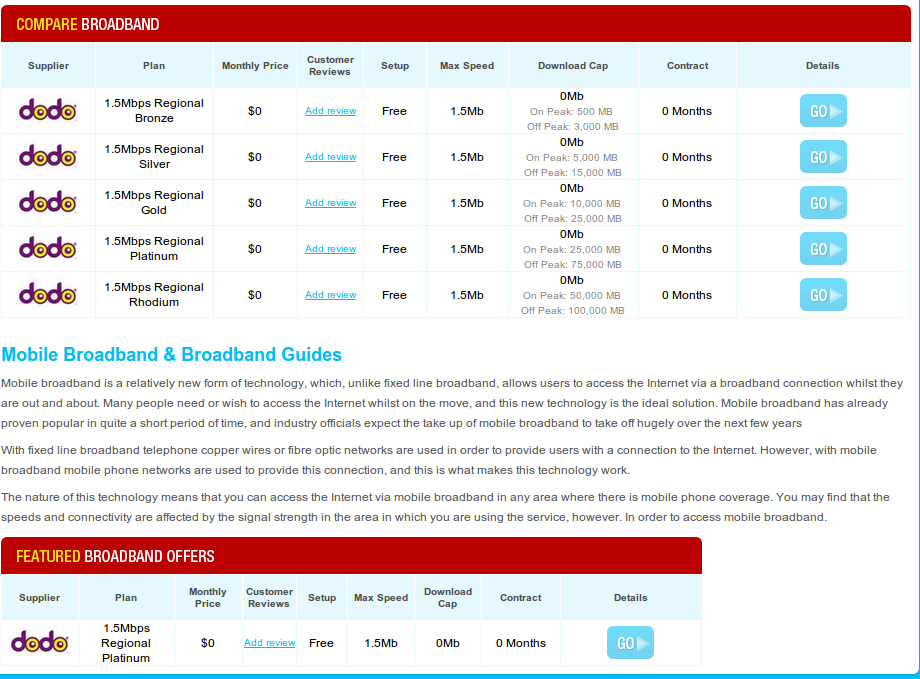 COMPARE BROADBAND
Supplier Plan Monthly Price Customer Reviews Setup Max Speed Download Cap Contract Details
dodo 1.5Mbps Regional Bronze $0 Add review Free 1.5Mb 0Mb On Peak: 500 MB Off Peak: 3,000 MB 0 Months GO
dodo 1.5Mbps Regional Silver $0 Add review Free 1.5Mb 0Mb On Peak: 5,000 MB Off Peak: 15,000 MB 0 Months GO
dodo 1.5Mbps Regional Gold $0 Add review Free 1.5Mb 0Mb On Peak: 10,000 MB Off Peak: 25,000 MB 0 Months GO
dodo 1.5Mbps Regional Platinum $0 Add review Free 1.5Mb 0Mb On Peak: 25,000 MB Off Peak: 75,000 MB 0 Months GO
dodo 1.5Mbps Regional Rhodium $0 Add review Free 1.5Mb 0Mb On Peak: 50,000 MB Off Peak: 100,000 MB 0 Months GO
Mobile Broadband & Broadband Guides
Mobile broadband is a relatively new form of technology, which, unlike fixed line broadband, allows users to access the Internet via a broadband connection whilst they
are out and about. Many people need or wish to access the Internet whilst on the move, and this new technology is the ideal solution. Mobile broadband has already
proven popular in quite a short period of time, and industry officials expect the take up of mobile broadband to take off hugely over the next few years
With fixed line broadband telephone copper wires or fibre optic networks are used in order to provide users with a connection to the Internet. However, with mobile
broadband mobile phone networks are used to provide this connection, and this is what makes this technology work.
The nature of this technology means that you can access the Internet via mobile broadband in any area where there is mobile phone coverage. You may find that the
speeds and connectivity are affected by the signal strength in the area in which you are using the service, however. In order to access mobile broadband.
FEATURED BROADBAND OFFERS
Supplier Plan Monthly Price Customer Reviews Setup Max Speed Download Cap Contract Details
dodo 1.5Mbps Regional Platinum $0 Add review Free 1.5Mb 0Mb 0 Months GO